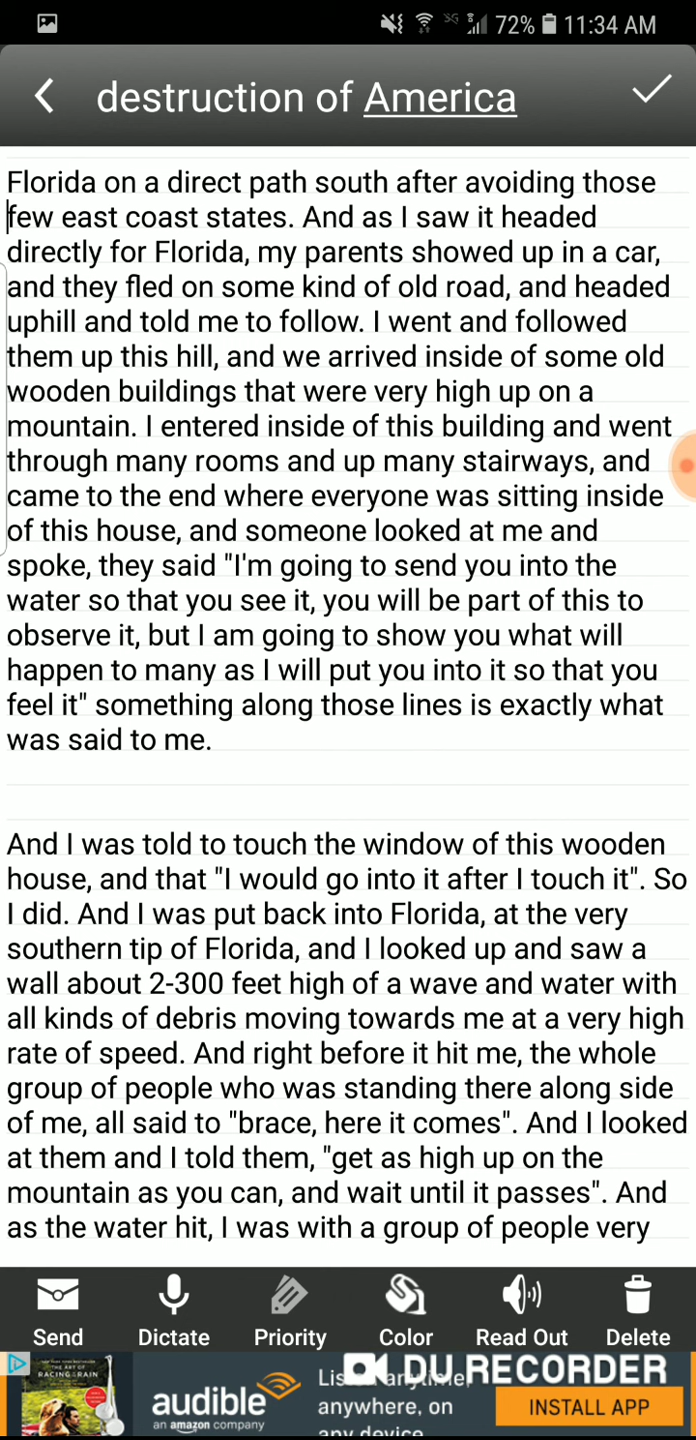 3G 72% 11:34 AM
destruction of America
Florida on a direct path south after avoiding those
few east coast states. And as I saw it headed
directly for Florida, my parents showed up in a car,
and they fled on some kind of old road, and headed
uphill and told me to follow. I went and followed
them up this hill, and we arrived inside of some old
wooden buildings that were very high up on a
mountain. I entered inside of this building and went
through many rooms and up many stairways, and
came to the end where everyone was sitting inside
of this house, and someone looked at me and
spoke, they said "I'm going to send you into the
water so that you see it, you will be part of this to
observe it, but I am going to show you what will
happen to many as I will put you into it so that you
feel it" something along those lines is exactly what
was said to me.
And I was told to touch the window of this wooden
house, and that "I would go into it after I touch it". So
I did. And I was put back into Florida, at the very
southern tip of Florida, and I looked up and saw a
wall about 2-300 feet high of a wave and water with
all kinds of debris moving towards me at a very high
rate of speed. And right before it hit me, the whole
group of people who was standing there along side
of me, all said to "brace, here it comes". And I looked
at them and I told them, "get as high up on the
mountain as you can, and wait until it passes". And
as the water hit, I was with a group of people very
Send Dictate Priority Color Read Out Delete
DU RECORDER
THE ART OF
RACING RAIN
audible
an amazon company
anytime,
anywhere, on
any device
INSTALL APP